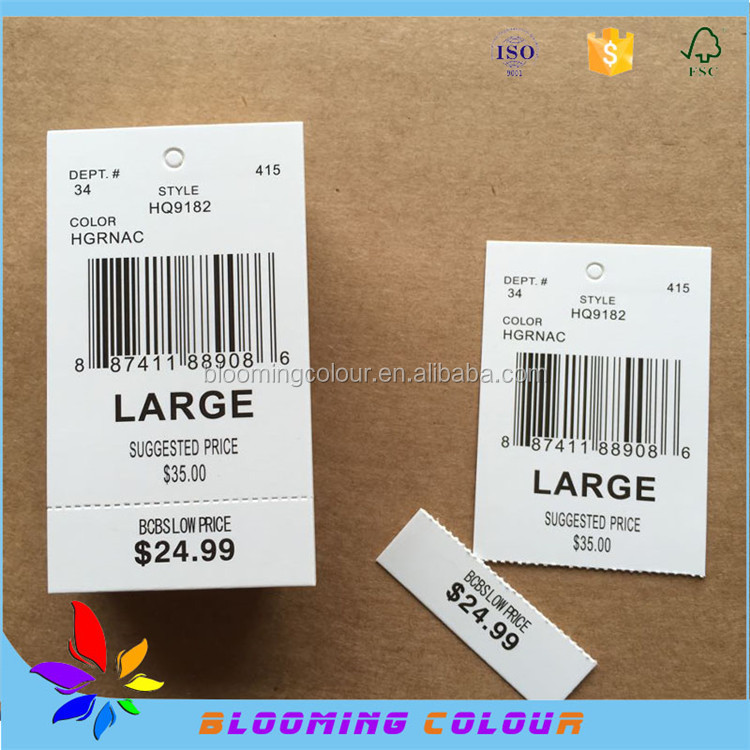 ISO
9001
$
FSC
DEPT. #
34
415
STYLE
HQ9182
COLOR
HGRNAC
8 87411 88908 6
LARGE
SUGGESTED PRICE
$35.00
BCBS LOW PRICE
$24.99
DEPT. #
34
415
STYLE
HQ9182
COLOR
HGRNAC
8 87411 88908 6
LARGE
SUGGESTED PRICE
$35.00
BCBS LOW PRICE
$24.99
bloomingcolour.en.alibaba.com
BLOOMING COLOUR